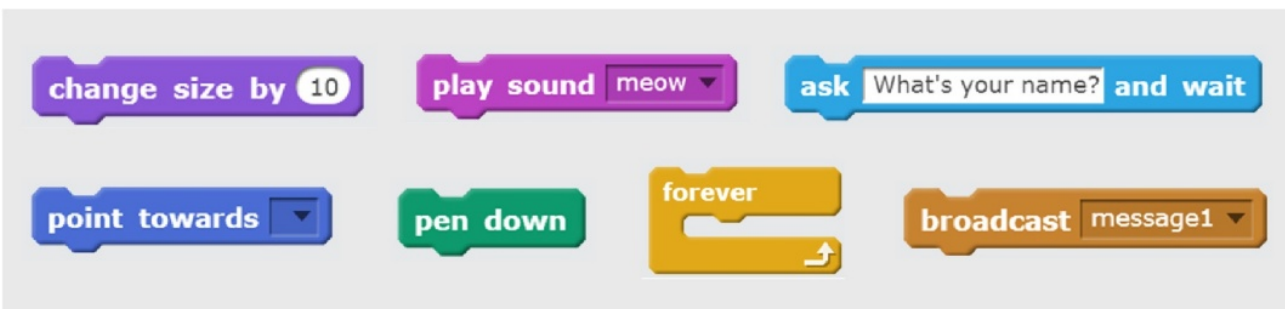 change size by 10
play sound meow
ask What's your name? and wait
point towards
pen down
forever
broadcast message1